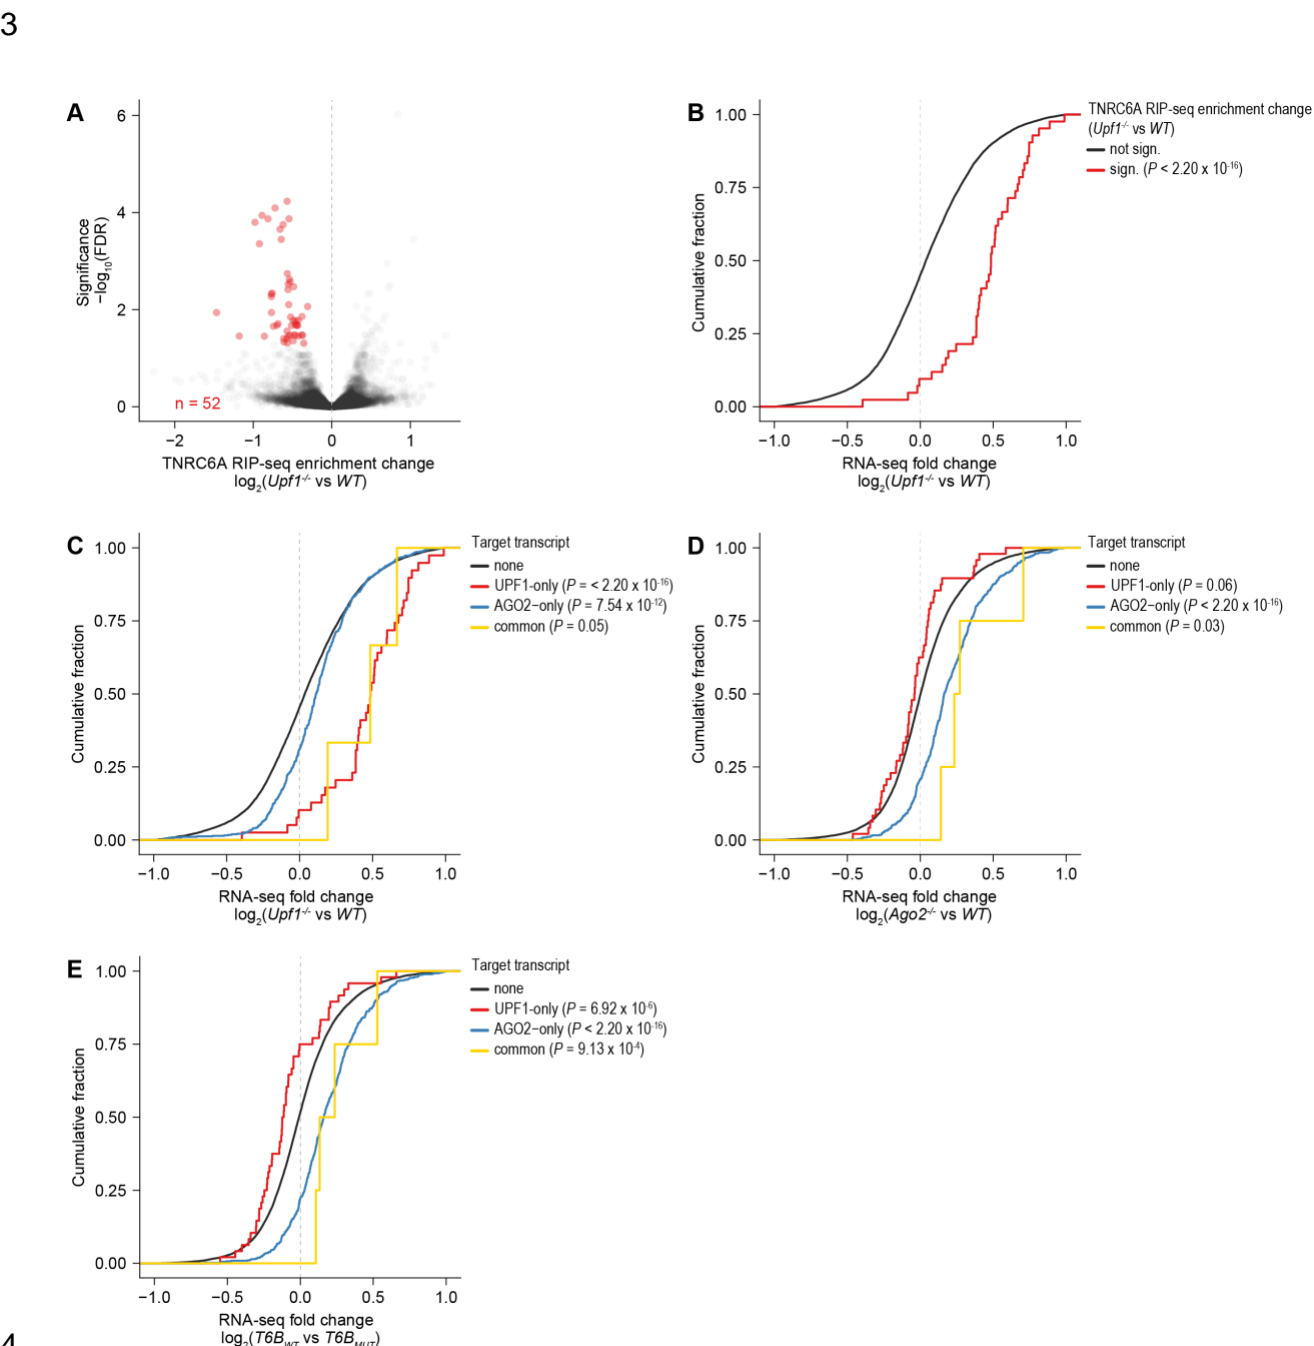 3
A
6
4
2
0
Significance
−log10(FDR)
n = 52
−2
−1
0
1
TNRC6A RIP-seq enrichment change
log2(Upf1-/- vs WT)
B
1.00
0.75
0.50
0.25
0.00
Cumulative fraction
−1.0
−0.5
0.0
0.5
1.0
RNA-seq fold change
log2(Upf1-/- vs WT)
TNRC6A RIP-seq enrichment change
(Upf1-/- vs WT)
not sign.
sign. (P < 2.20 x 10-16)
C
1.00
0.75
0.50
0.25
0.00
Cumulative fraction
−1.0
−0.5
0.0
0.5
1.0
RNA-seq fold change
log2(Upf1-/- vs WT)
Target transcript
none
UPF1-only (P = < 2.20 x 10-16)
AGO2−only (P = 7.54 x 10-12)
common (P = 0.05)
D
1.00
0.75
0.50
0.25
0.00
Cumulative fraction
−1.0
−0.5
0.0
0.5
1.0
RNA-seq fold change
log2(Ago2-/- vs WT)
Target transcript
none
UPF1-only (P = 0.06)
AGO2−only (P < 2.20 x 10-16)
common (P = 0.03)
E
1.00
0.75
0.50
0.25
0.00
Cumulative fraction
−1.0
−0.5
0.0
0.5
1.0
RNA-seq fold change
log2(T6BWT vs T6BMUT)
Target transcript
none
UPF1-only (P = 6.92 x 10-6)
AGO2−only (P < 2.20 x 10-16)
common (P = 9.13 x 10-4)
4